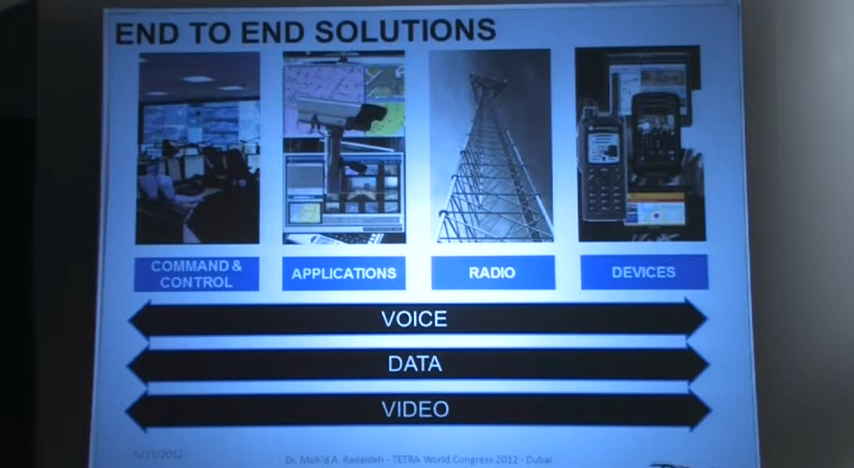 END TO END SOLUTIONS
COMMAND &
CONTROL
APPLICATIONS
RADIO
DEVICES
VOICE
DATA
VIDEO
Dr. Moh'd A. Radaideh - TETRA World Congress 2012 - Dubai